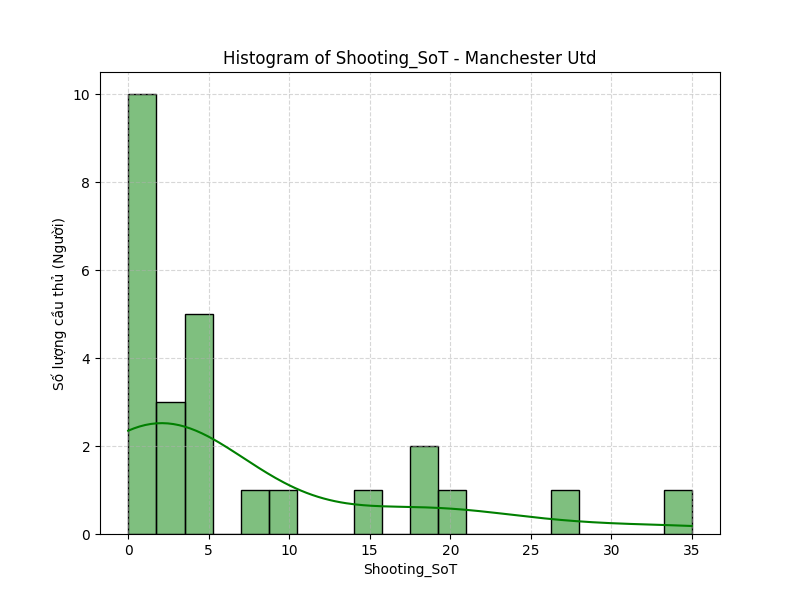 Histogram of Shooting_SoT - Manchester Utd
Số lượng cầu thủ (Người)
10
8
6
4
2
0
0 5 10 15 20 25 30 35
Shooting_SoT